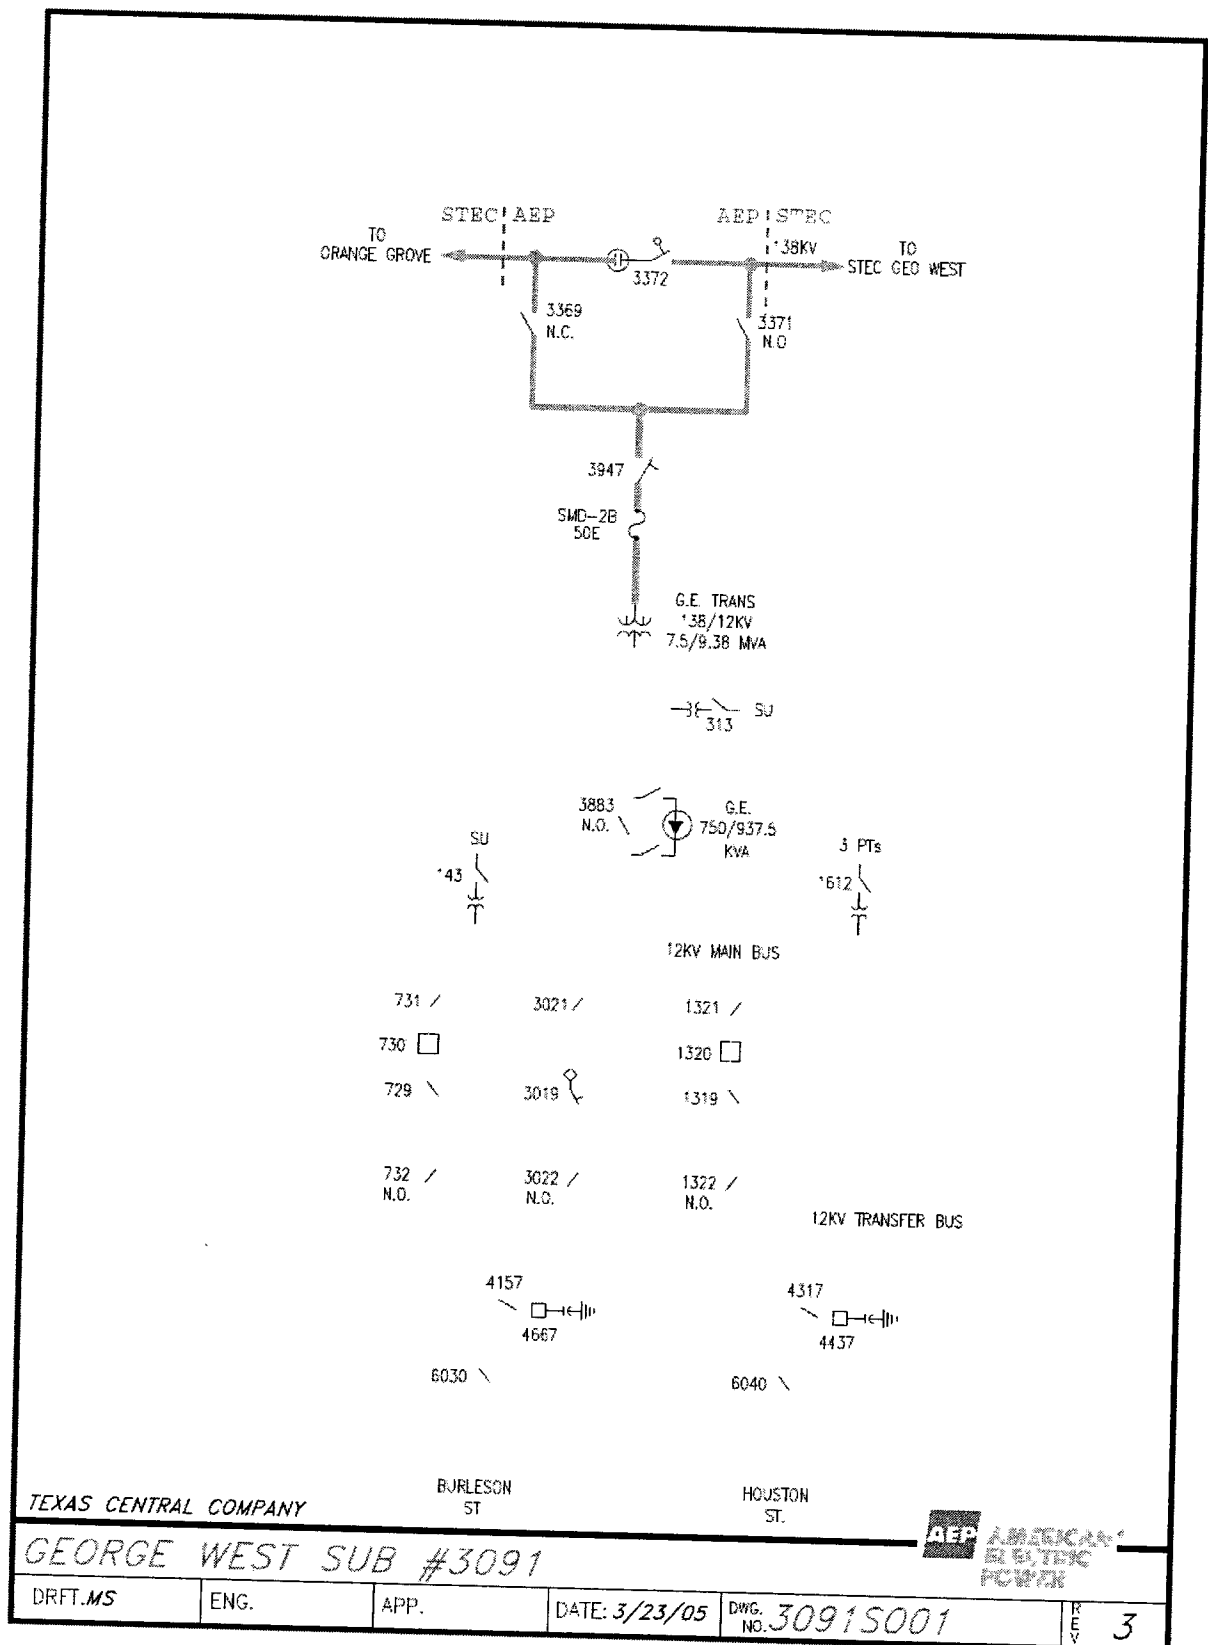 STEC AEP
AEP STEC
TO
ORANGE GROVE
138KV
TO
STEC GEO WEST
3372
3369
N.C.
3371
N.O
3947
SMD-2B
50E
G.E. TRANS
138/12KV
7.5/9.38 MVA
313
SU
3883
N.O.
G.E.
750/937.5
KVA
SU
143
3 PTs
1612
12KV MAIN BUS
731
3021
1321
730
1320
729
3019
1319
732
N.O.
3022
N.O.
1322
N.O.
12KV TRANSFER BUS
4157
4667
4317
4437
6030
6040
BURLESON
ST
HOUSTON
ST.
TEXAS CENTRAL COMPANY
AEP AMERICAN
ELECTRIC
POWER
GEORGE WEST SUB #3091
DRFT.MS
ENG.
APP.
DATE: 3/23/05
DWG.
NO. 3091S001
REV 3